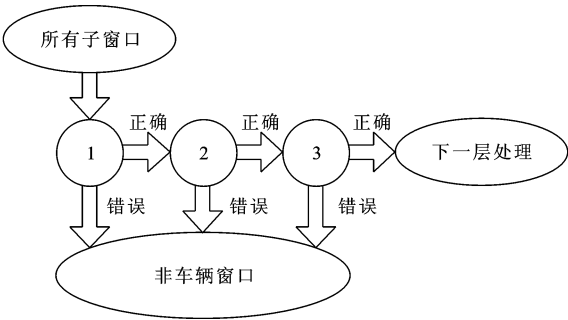 所有子窗口
正确 正确 正确
1 2 3 下一层处理
错误 错误 错误
非车辆窗口